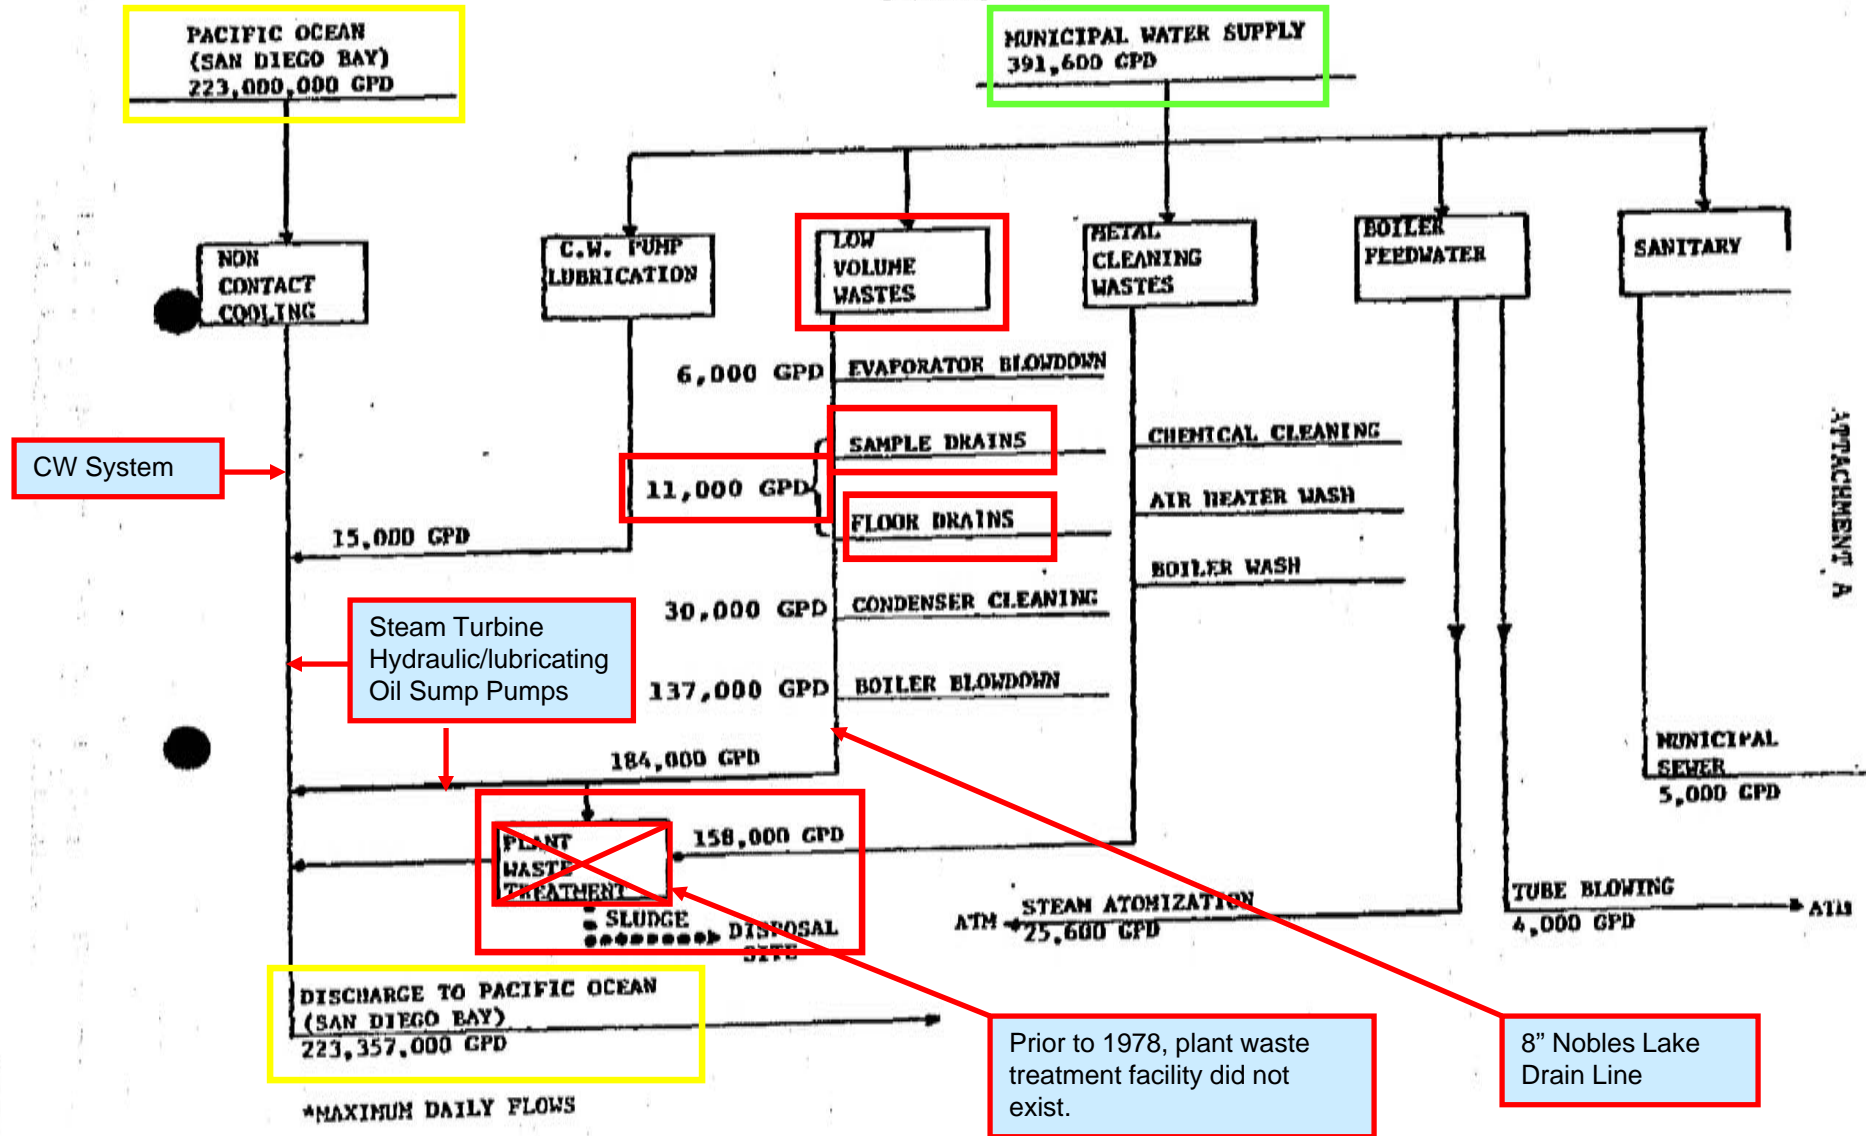 PACIFIC OCEAN
(SAN DIEGO BAY)
223,000,000 GPD
MUNICIPAL WATER SUPPLY
391,600 GPD
NON
CONTACT
COOLING
C.W. PUMP
LUBRICATION
LOW
VOLUME
WASTES
METAL
CLEANING
WASTES
BOILER
FEEDWATER
SANITARY
6,000 GPD
EVAPORATOR BLOWDOWN
SAMPLE DRAINS
11,000 GPD
FLOOR DRAINS
CHEMICAL CLEANING
AIR HEATER WASH
BOILER WASH
ATTACHMENT A
CW System
15,000 GPD
30,000 GPD
CONDENSER CLEANING
Steam Turbine
Hydraulic/lubricating
Oil Sump Pumps
137,000 GPD
BOILER BLOWDOWN
184,000 GPD
MUNICIPAL
SEWER
5,000 GPD
PLANT
WASTE
TREATMENT
158,000 GPD
SLUDGE
DISPOSAL
SITE
ATM
STEAM ATOMIZATION
25,600 GPD
TUBE BLOWING
4,000 GPD
ATM
DISCHARGE TO PACIFIC OCEAN
(SAN DIEGO BAY)
223,357,000 GPD
Prior to 1978, plant waste
treatment facility did not
exist.
8” Nobles Lake
Drain Line
*MAXIMUM DAILY FLOWS